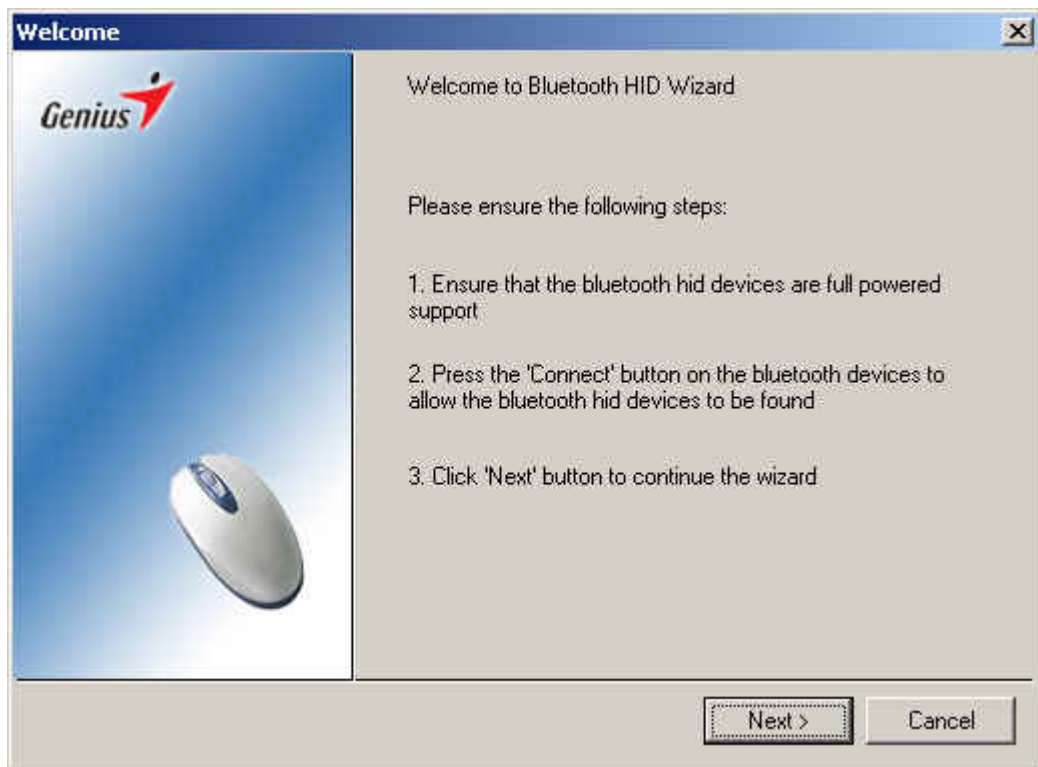 Welcome
Genius
Welcome to Bluetooth HID Wizard
Please ensure the following steps:
1. Ensure that the bluetooth hid devices are full powered
support
2. Press the 'Connect' button on the bluetooth devices to
allow the bluetooth hid devices to be found
3. Click 'Next' button to continue the wizard
Next >
Cancel